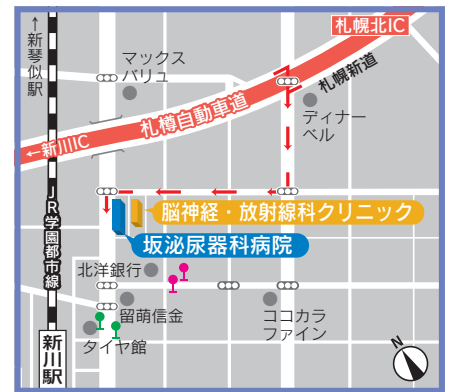 札幌北IC
↑新琴似駅
マックス
バリュ
札幌新道
ディナー
ベル
札樽自動車道
←新川IC
JR学園都市線
脳神経・放射線科クリニック
坂泌尿器科病院
北洋銀行
留萌信金
ココカラ
ファイン
タイヤ館
新川駅
N